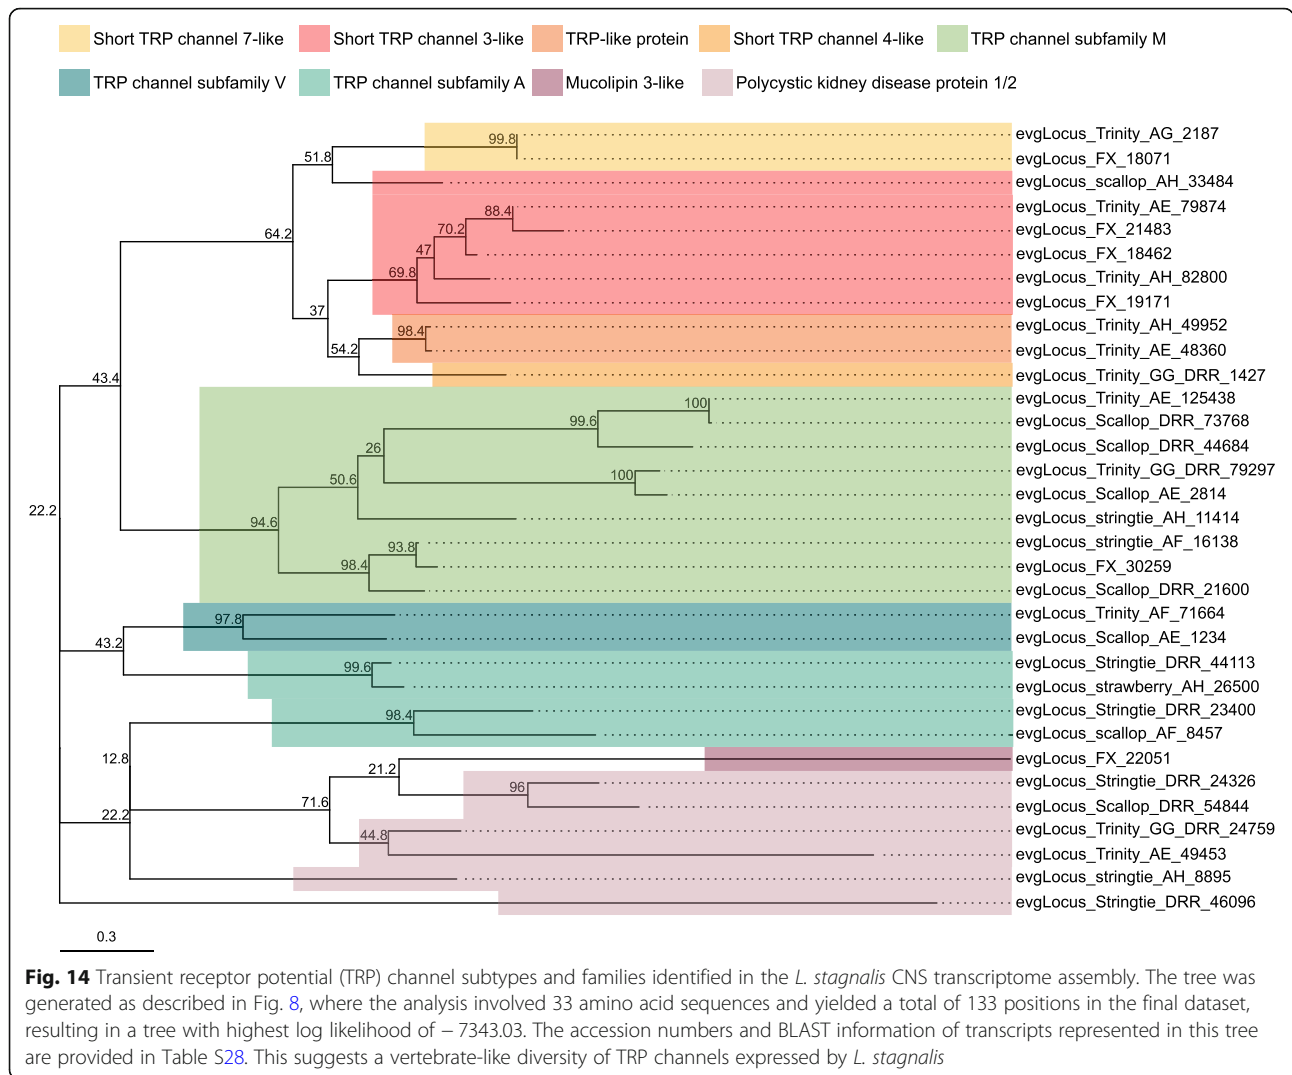 Short TRP channel 7-like
Short TRP channel 3-like
TRP-like protein
Short TRP channel 4-like
TRP channel subfamily M
TRP channel subfamily V
TRP channel subfamily A
Mucolipin 3-like
Polycystic kidney disease protein 1/2
99.8
51.8
88.4
70.2
64.2
47
69.8
37
98.4
54.2
43.4
100
99.6
26
100
50.6
94.6
93.8
98.4
22.2
97.8
43.2
99.6
98.4
12.8
21.2
96
71.6
22.2
44.8
evgLocus_Trinity_AG_2187
evgLocus_FX_18071
evgLocus_scallop_AH_33484
evgLocus_Trinity_AE_79874
evgLocus_FX_21483
evgLocus_FX_18462
evgLocus_Trinity_AH_82800
evgLocus_FX_19171
evgLocus_Trinity_AH_49952
evgLocus_Trinity_AE_48360
evgLocus_Trinity_GG_DRR_1427
evgLocus_Trinity_AE_125438
evgLocus_Scallop_DRR_73768
evgLocus_Scallop_DRR_44684
evgLocus_Trinity_GG_DRR_79297
evgLocus_Scallop_AE_2814
evgLocus_stringtie_AH_11414
evgLocus_stringtie_AF_16138
evgLocus_FX_30259
evgLocus_Scallop_DRR_21600
evgLocus_Trinity_AF_71664
evgLocus_Scallop_AE_1234
evgLocus_Stringtie_DRR_44113
evgLocus_strawberry_AH_26500
evgLocus_Stringtie_DRR_23400
evgLocus_scallop_AF_8457
evgLocus_FX_22051
evgLocus_Stringtie_DRR_24326
evgLocus_Scallop_DRR_54844
evgLocus_Trinity_GG_DRR_24759
evgLocus_Trinity_AE_49453
evgLocus_stringtie_AH_8895
evgLocus_Stringtie_DRR_46096
0.3
Fig. 14 Transient receptor potential (TRP) channel subtypes and families identified in the L. stagnalis CNS transcriptome assembly. The tree was
generated as described in Fig. 8, where the analysis involved 33 amino acid sequences and yielded a total of 133 positions in the final dataset,
resulting in a tree with highest log likelihood of − 7343.03. The accession numbers and BLAST information of transcripts represented in this tree
are provided in Table S28. This suggests a vertebrate-like diversity of TRP channels expressed by L. stagnalis